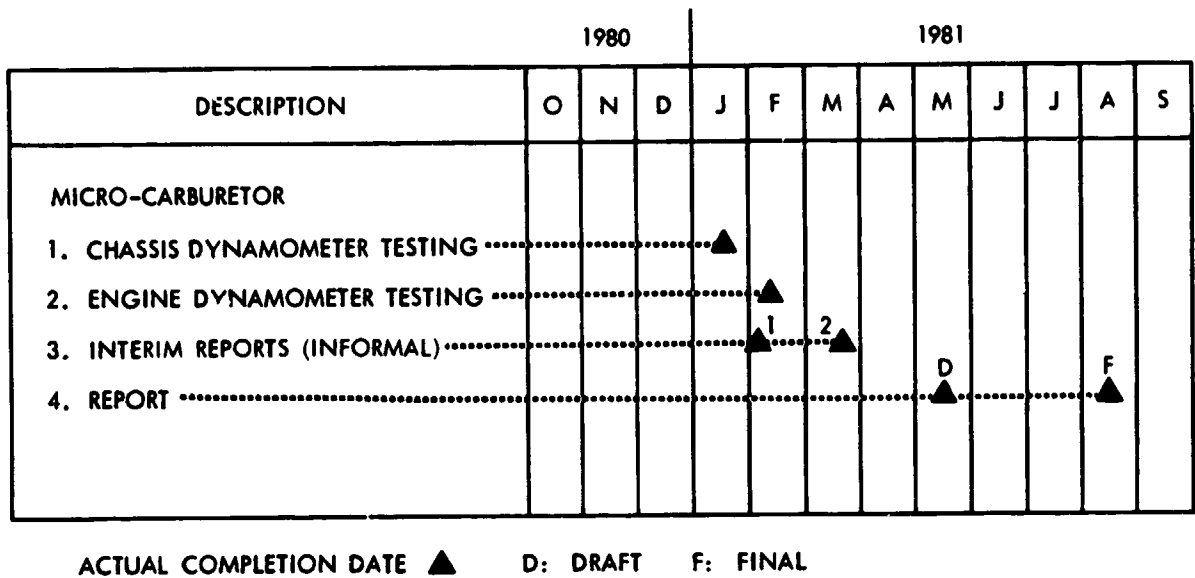 1980 1981
DESCRIPTION O N D J F M A M J J A S
MICRO-CARBURETOR
1. CHASSIS DYNAMOMETER TESTING
2. ENGINE DYNAMOMETER TESTING
1 2
3. INTERIM REPORTS (INFORMAL)
D F
4. REPORT
ACTUAL COMPLETION DATE ▲ D: DRAFT F: FINAL